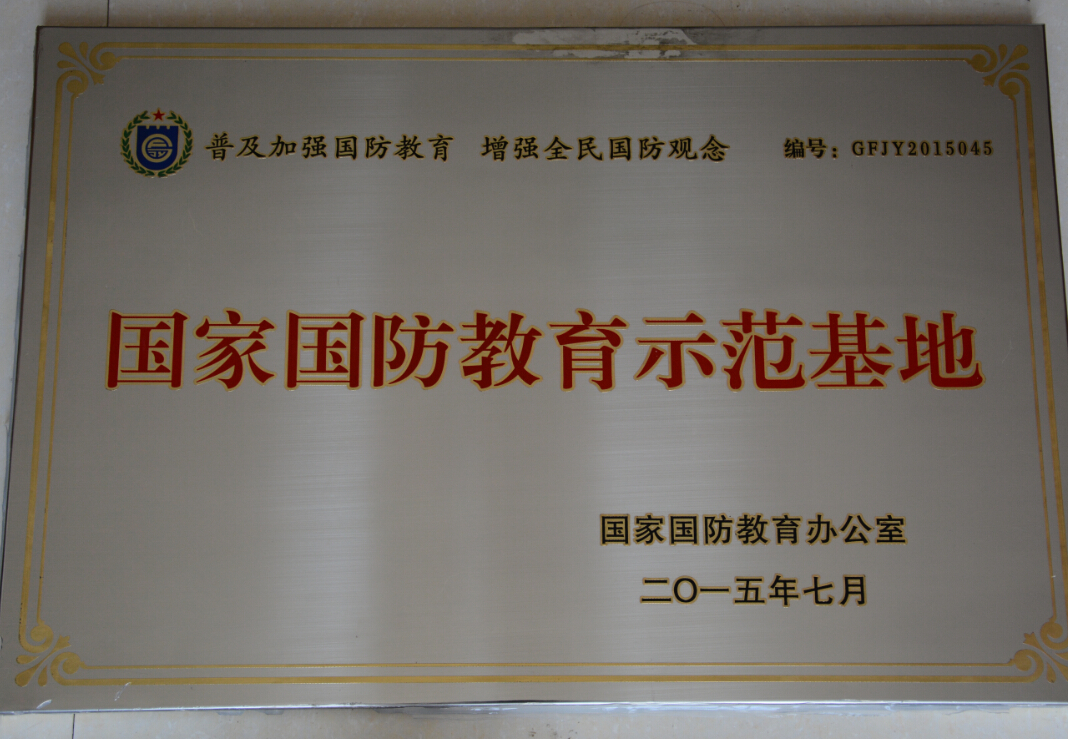 普及加强国防教育 增强全民国防观念 编号：GFJY2015045
国家国防教育示范基地
国家国防教育办公室
二〇一五年七月